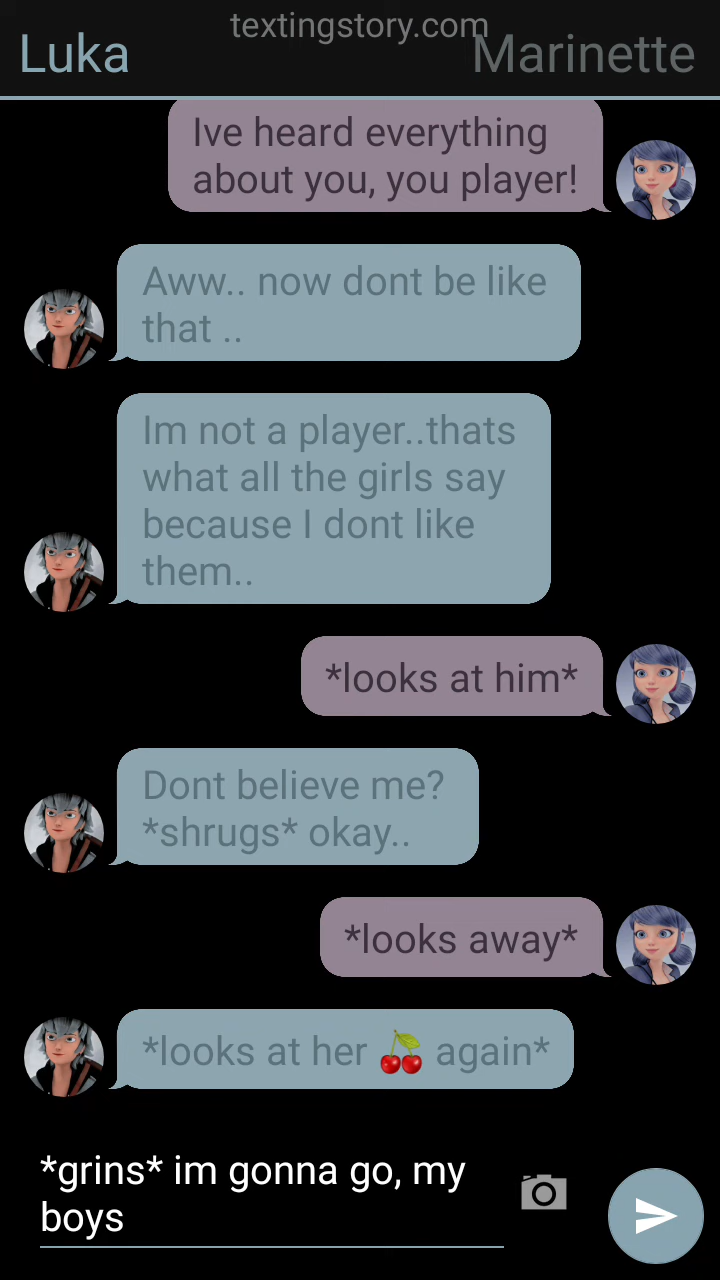 textingstory.com
Luka
Marinette
Ive heard everything
about you, you player!
Aww.. now dont be like
that ..
Im not a player..thats
what all the girls say
because I dont like
them..
*looks at him*
Dont believe me?
*shrugs* okay..
*looks away*
*looks at her 🍒 again*
*grins* im gonna go, my
boys